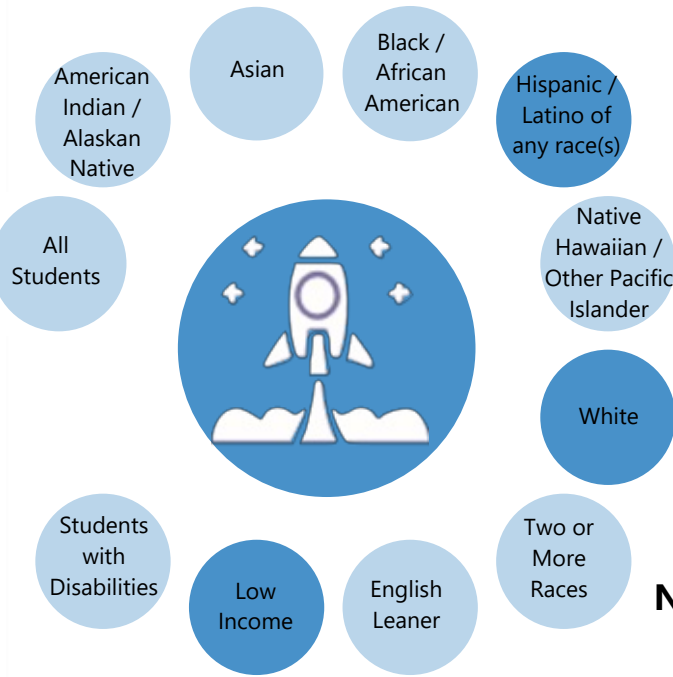 All
Students
American
Indian /
Alaskan
Native
Asian
Black /
African
American
Hispanic /
Latino of
any race(s)
Native
Hawaiian /
Other Pacific
Islander
White
Two or
More
Races
English
Leaner
Low
Income
Students
with
Disabilities
N